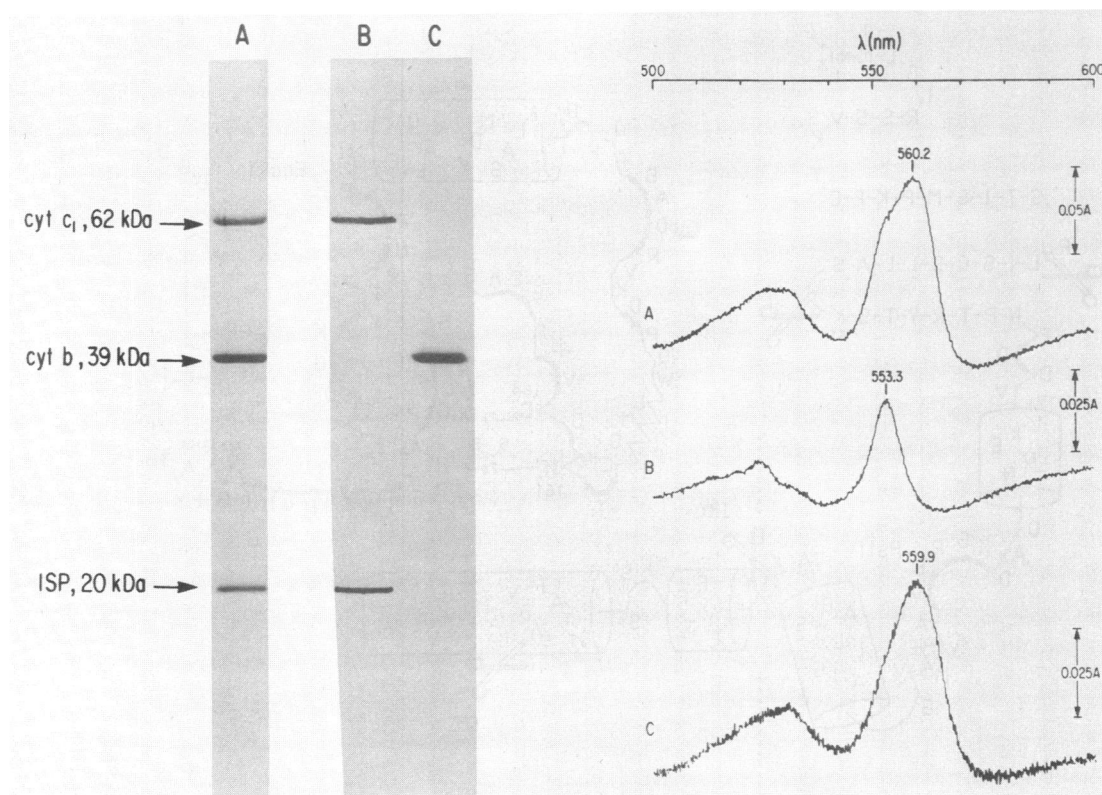 A B C
cyt c₁, 62 kDa
cyt b, 39 kDa
ISP, 20 kDa
λ(nm)
500 550 600
560.2
0.05A
A
553.3
0.025A
B
559.9
0.025A
C